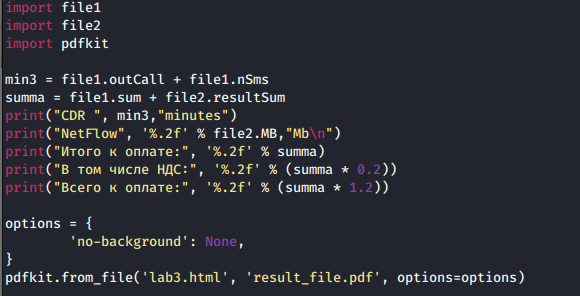 import file1
import file2
import pdfkit
min3 = file1.outCall + file1.nSms
summa = file1.sum + file2.resultSum
print("CDR ", min3,"minutes")
print("NetFlow", '%.2f' % file2.MB,"Mb\n")
print("Итого к оплате:", '%.2f' % summa)
print("В том числе НДС:", '%.2f' % (summa * 0.2))
print("Всего к оплате:", '%.2f' % (summa * 1.2))
options = {
'no-background': None,
}
pdfkit.from_file('lab3.html', 'result_file.pdf', options=options)